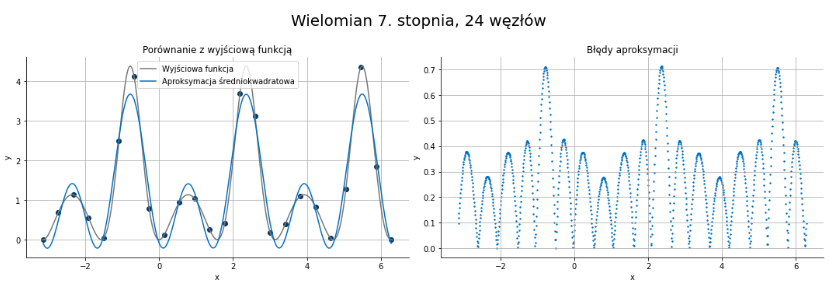 Wielomian 7. stopnia, 24 węzłów
Porównanie z wyjściową funkcją
Wyjściowa funkcja
Aproksymacja średniokwadratowa
y
4
3
2
1
0
−2
0
2
4
6
x
Błędy aproksymacji
y
0.7
0.6
0.5
0.4
0.3
0.2
0.1
0.0
−2
0
2
4
6
x